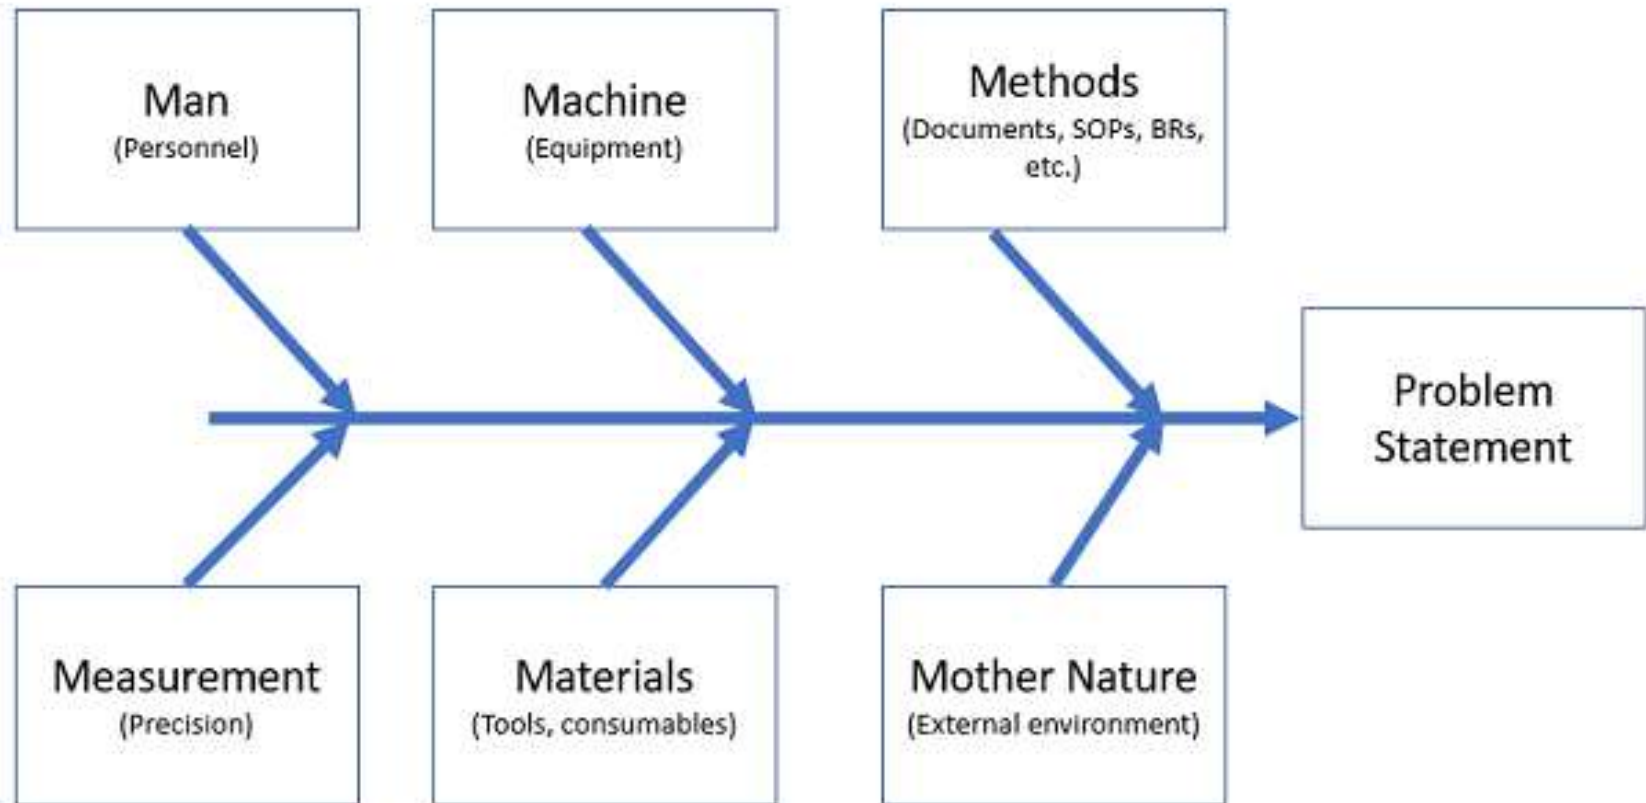 Man
(Personnel)
Machine
(Equipment)
Methods
(Documents, SOPs, BRs,
etc.)
Problem
Statement
Measurement
(Precision)
Materials
(Tools, consumables)
Mother Nature
(External environment)